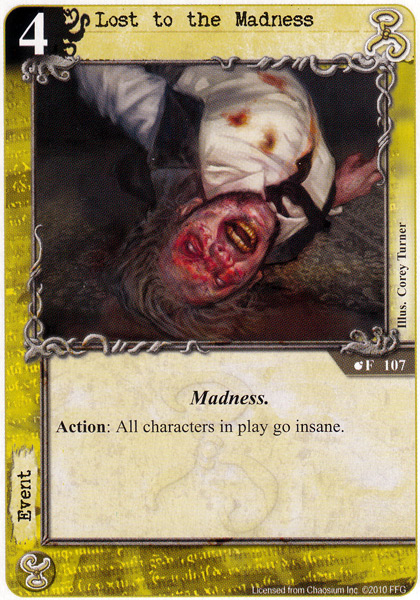 4
Lost to the Madness
Illus. Corey Turner
F 107
Madness.
Action: All characters in play go insane.
Event
Licensed from Chaosium Inc. ©2010 FFG